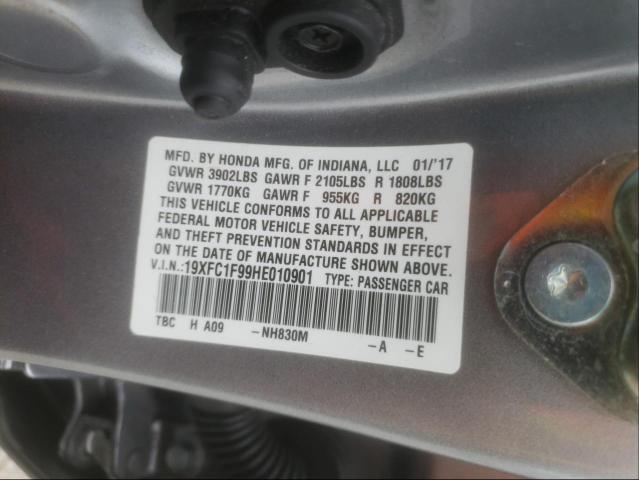 MFD. BY HONDA MFG. OF INDIANA, LLC 01/'17
GVWR 3902LBS GAWR F 2105LBS R 1808LBS
GVWR 1770KG GAWR F 955KG R 820KG
THIS VEHICLE CONFORMS TO ALL APPLICABLE
FEDERAL MOTOR VEHICLE SAFETY, BUMPER,
AND THEFT PREVENTION STANDARDS IN EFFECT
ON THE DATE OF MANUFACTURE SHOWN ABOVE.
V.I.N.:19XFC1F99HE010901 TYPE: PASSENGER CAR
TBC H A09 -NH830M -A -E